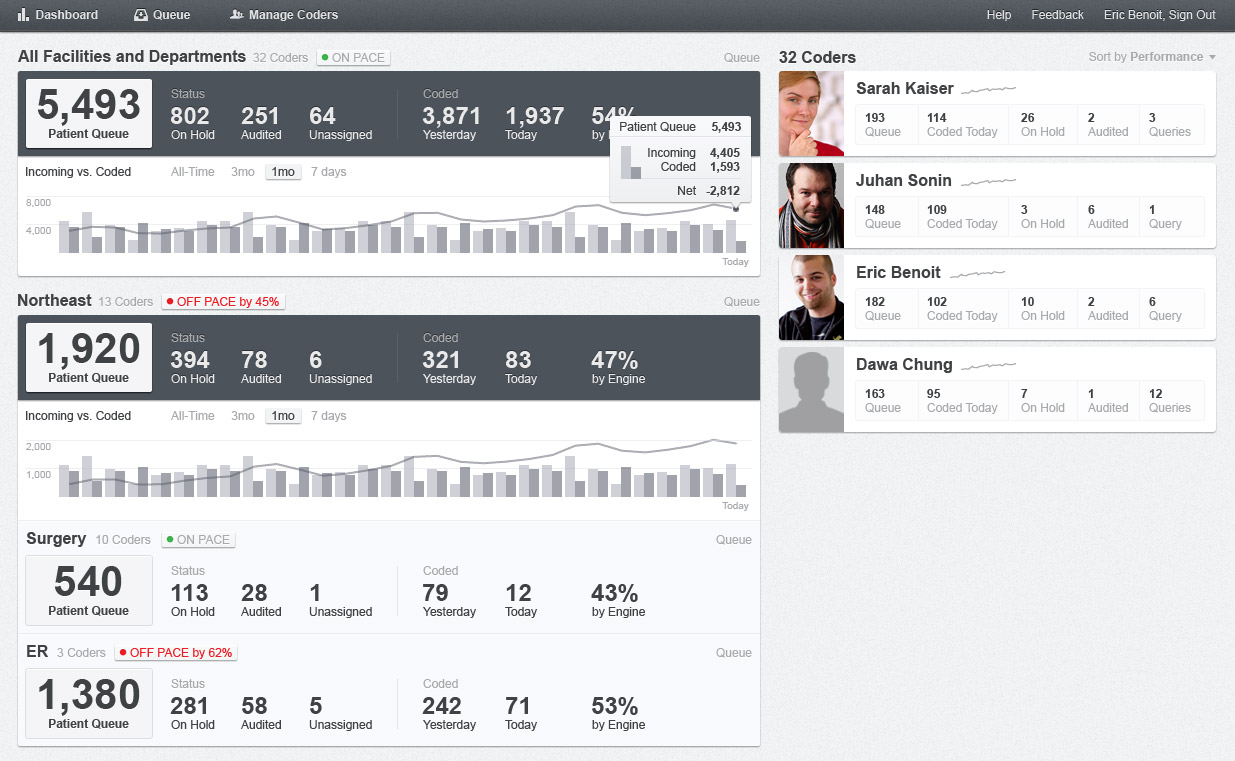 Dashboard Queue Manage Coders Help Feedback Eric Benoit, Sign Out
All Facilities and Departments 32 Coders ON PACE Queue
5,493
Patient Queue
Status
802 251 64
On Hold Audited Unassigned
Coded
3,871 1,937 54%
Yesterday Today by
Patient Queue 5,493
Incoming 4,405
Coded 1,593
Net -2,812
Incoming vs. Coded All-Time 3mo 1mo 7 days
8,000
4,000
Today
Northeast 13 Coders OFF PACE by 45% Queue
1,920
Patient Queue
Status
394 78 6
On Hold Audited Unassigned
Coded
321 83 47%
Yesterday Today by Engine
Incoming vs. Coded All-Time 3mo 1mo 7 days
2,000
1,000
Today
Surgery 10 Coders ON PACE Queue
540
Patient Queue
Status
113 28 1
On Hold Audited Unassigned
Coded
79 12 43%
Yesterday Today by Engine
ER 3 Coders OFF PACE by 62% Queue
1,380
Patient Queue
Status
281 58 5
On Hold Audited Unassigned
Coded
242 71 53%
Yesterday Today by Engine
32 Coders Sort by Performance
Sarah Kaiser
193 114 26 2 3
Queue Coded Today On Hold Audited Queries
Juhan Sonin
148 109 3 6 1
Queue Coded Today On Hold Audited Query
Eric Benoit
182 102 10 2 6
Queue Coded Today On Hold Audited Query
Dawa Chung
163 95 7 1 12
Queue Coded Today On Hold Audited Queries